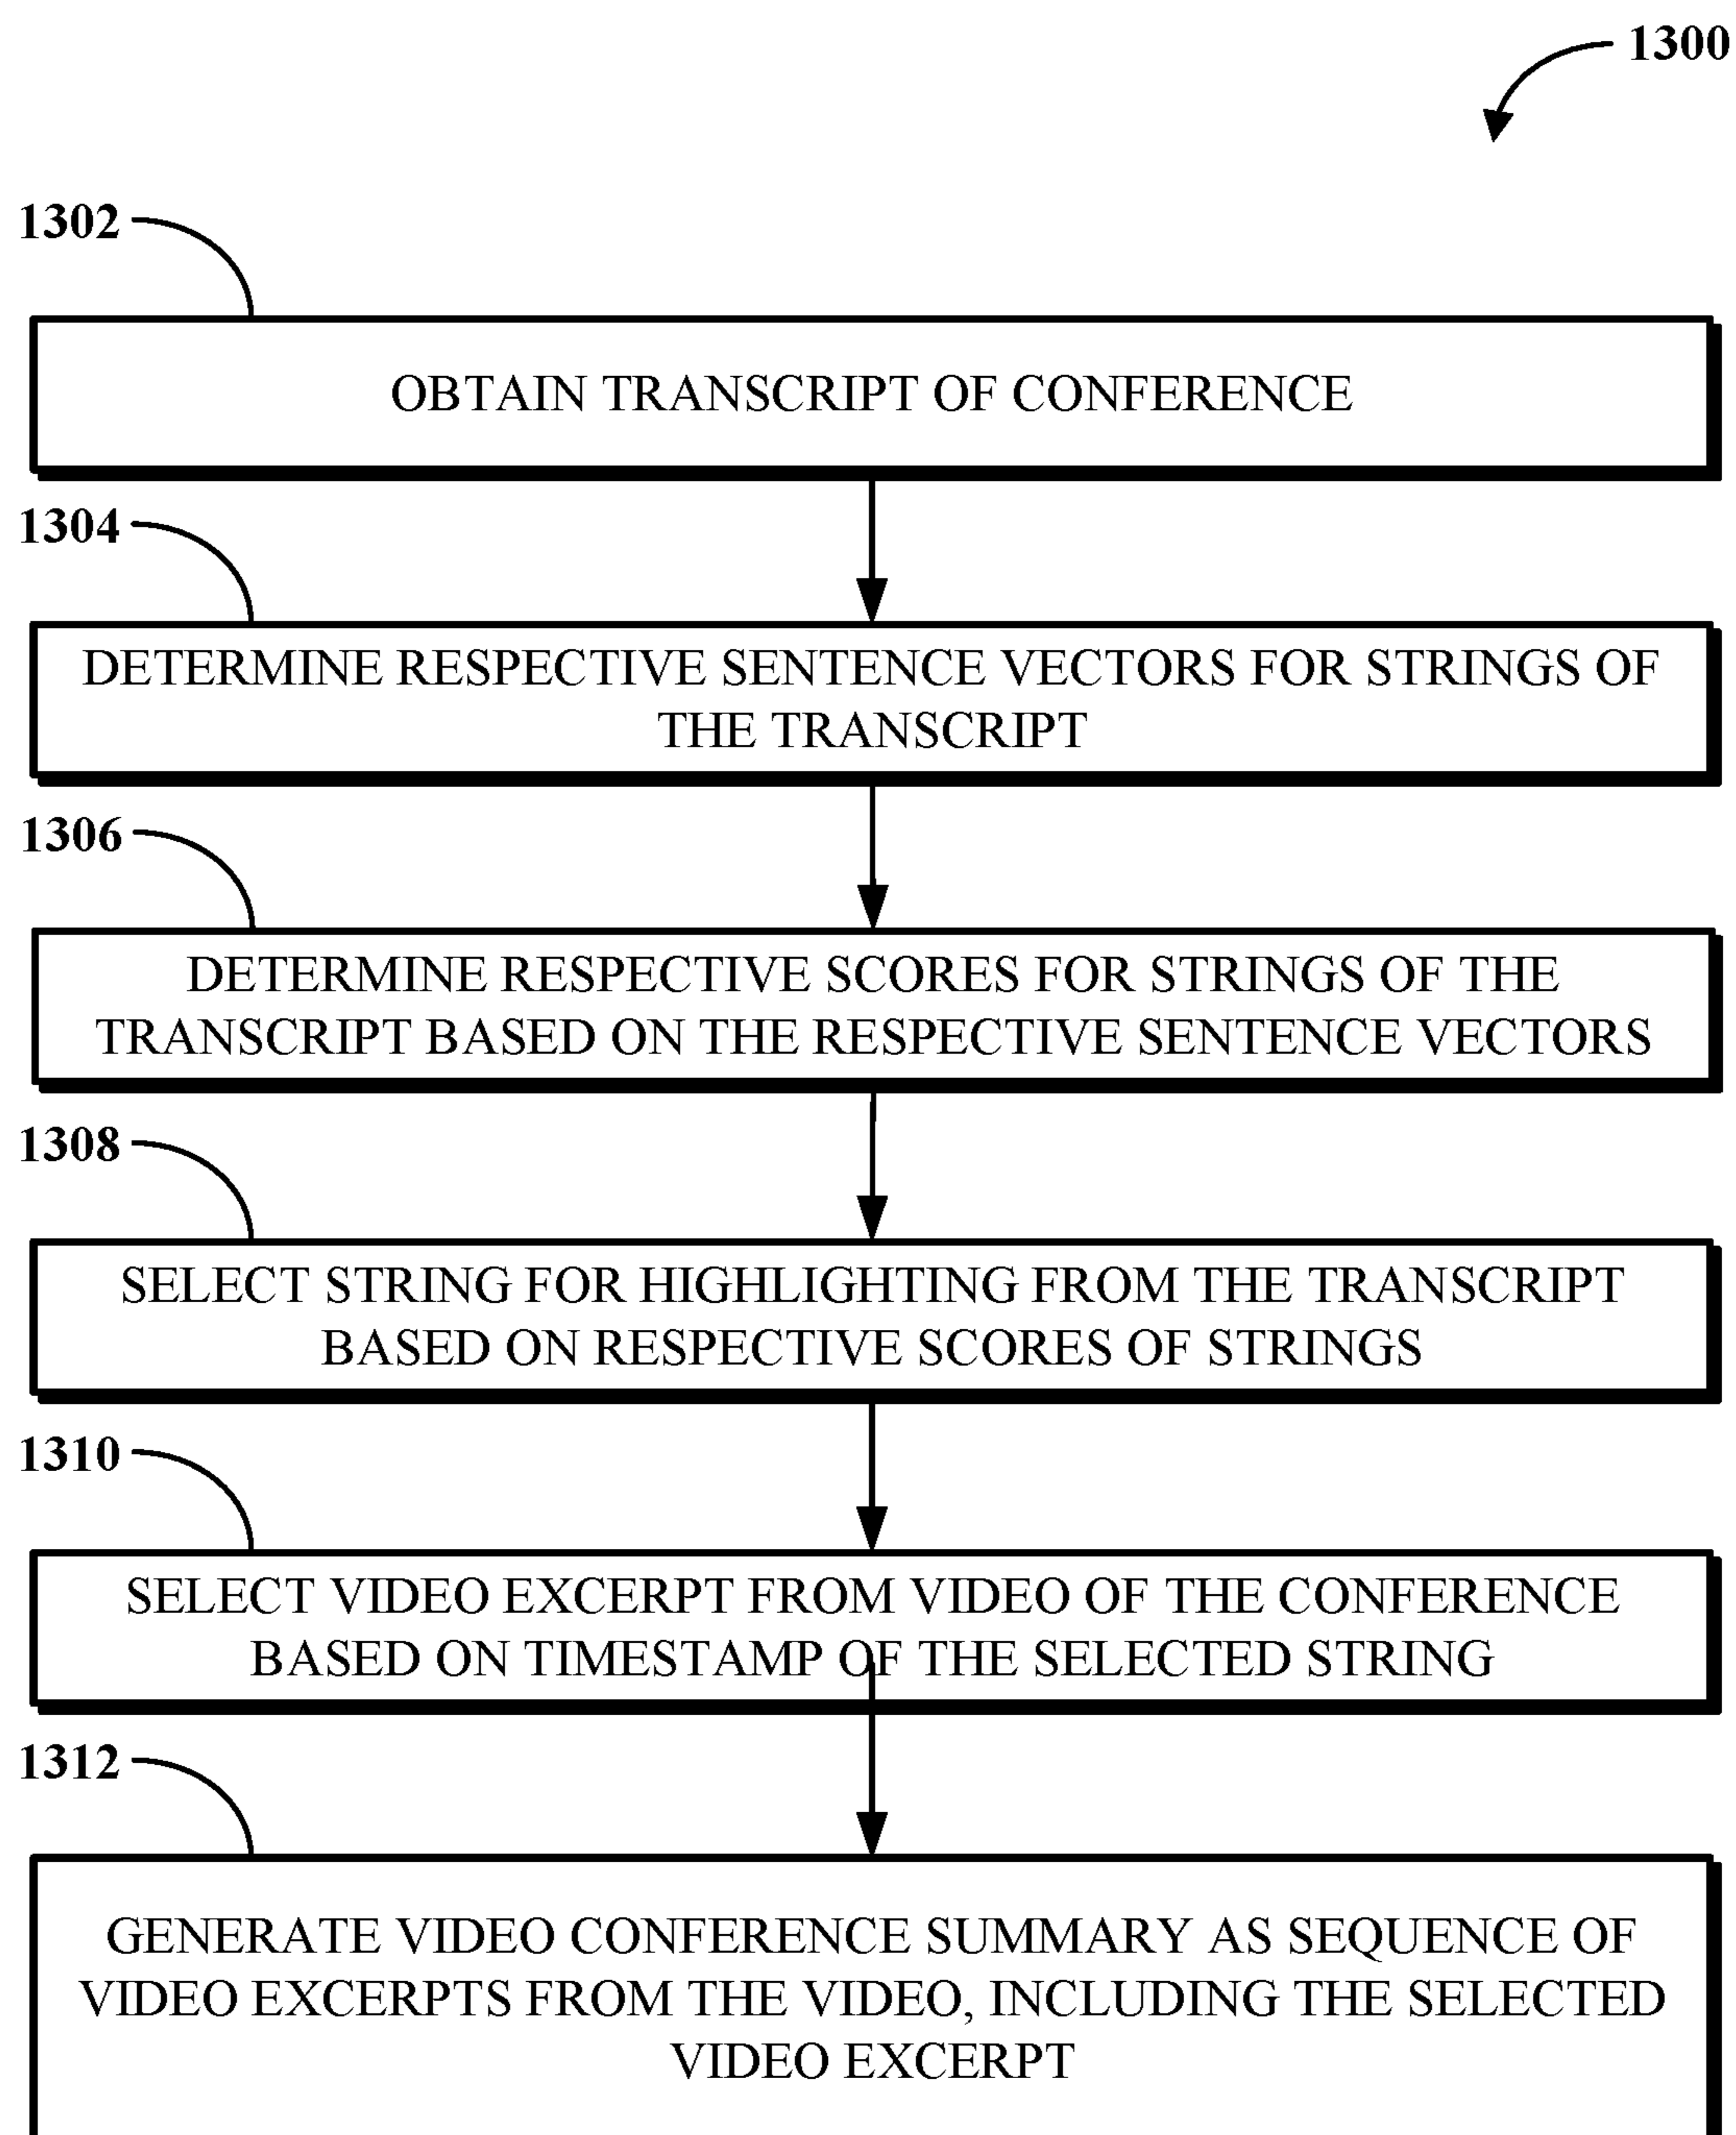 1300
1302
OBTAIN TRANSCRIPT OF CONFERENCE
1304
DETERMINE RESPECTIVE SENTENCE VECTORS FOR STRINGS OF
THE TRANSCRIPT
1306
DETERMINE RESPECTIVE SCORES FOR STRINGS OF THE
TRANSCRIPT BASED ON THE RESPECTIVE SENTENCE VECTORS
1308
SELECT STRING FOR HIGHLIGHTING FROM THE TRANSCRIPT
BASED ON RESPECTIVE SCORES OF STRINGS
1310
SELECT VIDEO EXCERPT FROM VIDEO OF THE CONFERENCE
BASED ON TIMESTAMP OF THE SELECTED STRING
1312
GENERATE VIDEO CONFERENCE SUMMARY AS SEQUENCE OF
VIDEO EXCERPTS FROM THE VIDEO, INCLUDING THE SELECTED
VIDEO EXCERPT